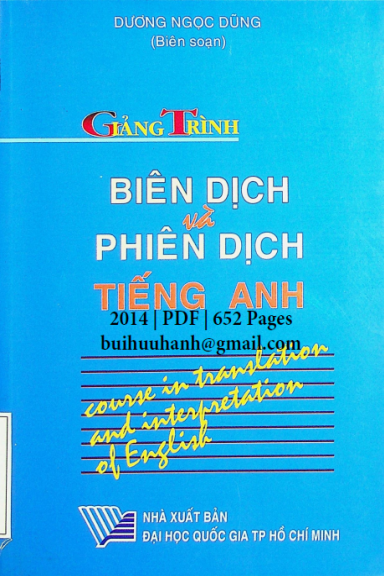 DƯƠNG NGỌC DŨNG
(Biên soạn)
GIẢNG TRÌNH
BIÊN DỊCH
và
PHIÊN DỊCH
TIẾNG ANH
2014 | PDF | 652 Pages
buihuuhanh@gmail.com
course in translation
and interpretation
of English
NHÀ XUẤT BẢN
ĐẠI HỌC QUỐC GIA TP HỒ CHÍ MINH